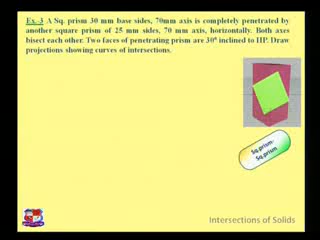 Ex.-3 A Sq. prism 30 mm base sides, 70mm axis is completely penetrated by
another square prism of 25 mm sides, 70 mm axis, horizontally. Both axes
bisect each other. Two faces of penetrating prism are 30° inclined to HP. Draw
projections showing curves of intersections.
Sq.prism-
Sq.prism
Intersections of Solids